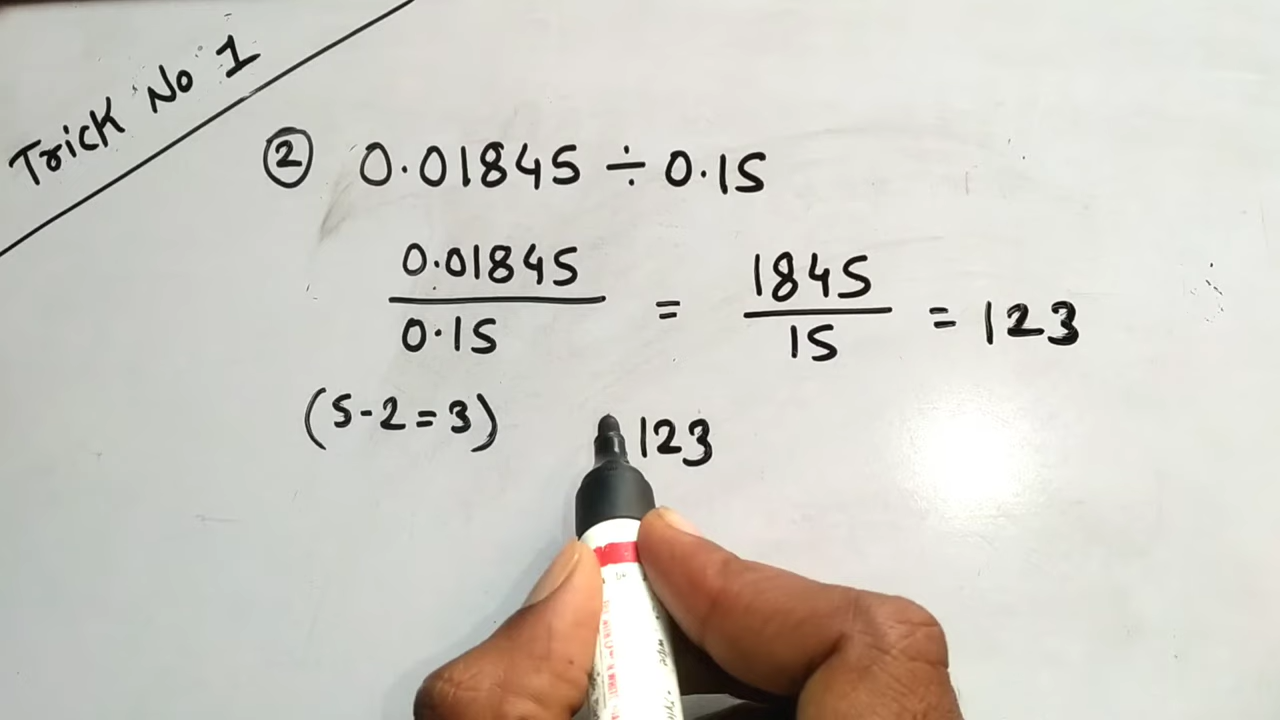 Trick No 1
② 0.01845 ÷ 0.15
0.01845 / 0.15 = 1845 / 15 = 123
(5-2=3) 123